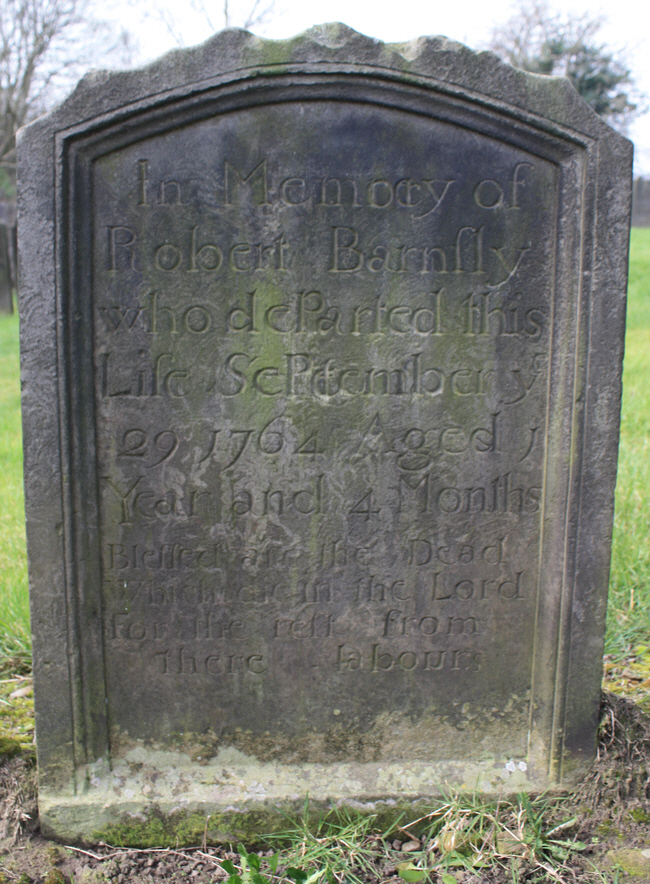 In Memory of
Robert Barnſly
who deParted this
Life SePtember yᵉ
29 1764 Aged 1
Year and 4 Months
Bleſſed are the Dead
Which die in the Lord
For the reſt from
there labour